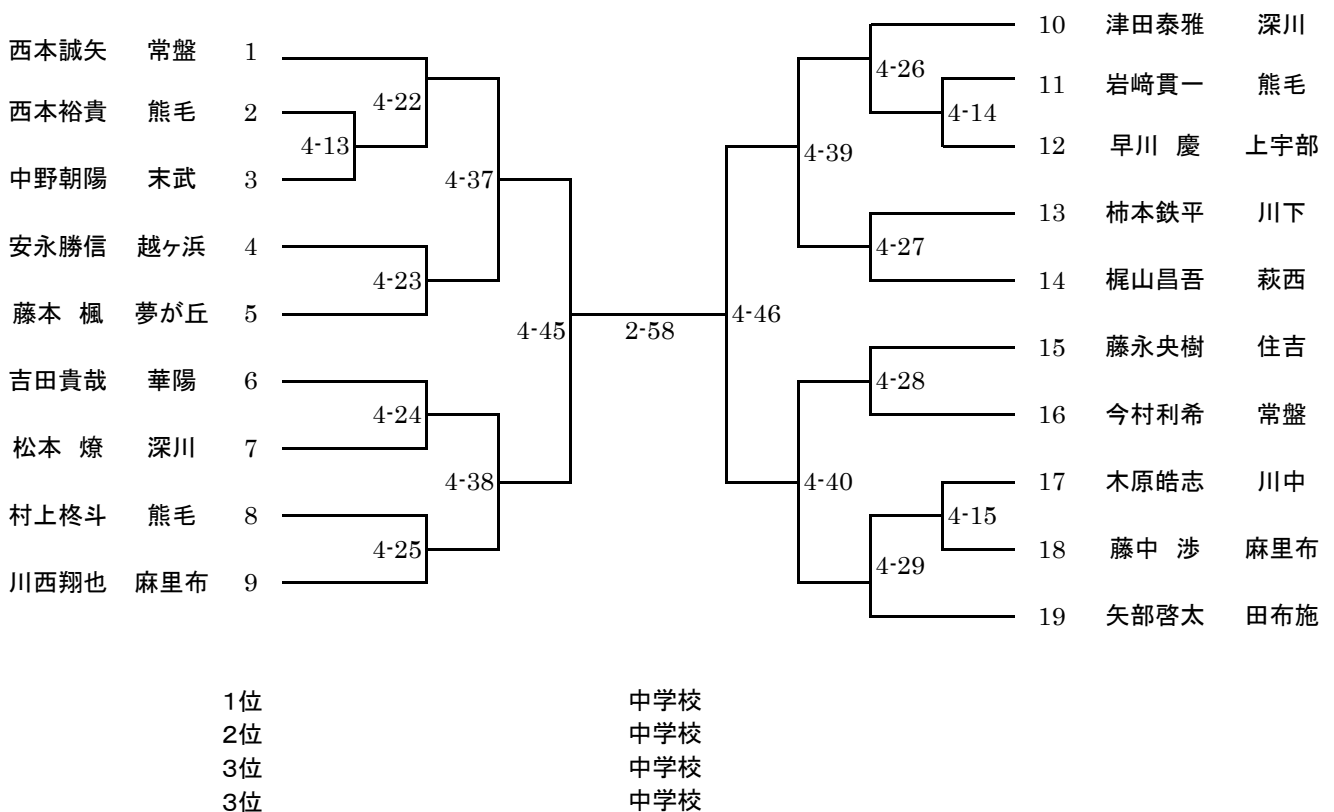 西本誠矢 常盤 1
西本裕貴 熊毛 2
中野朝陽 末武 3
安永勝信 越ヶ浜 4
藤本 楓 夢が丘 5
吉田貴哉 華陽 6
松本 燎 深川 7
村上柊斗 熊毛 8
川西翔也 麻里布 9
4-13
4-22
4-23
4-24
4-25
4-37
4-38
4-45
2-58
4-46
4-39
4-40
4-26
4-27
4-28
4-29
4-14
4-15
10 津田泰雅 深川
11 岩﨑貫一 熊毛
12 早川 慶 上宇部
13 柿本鉄平 川下
14 梶山昌吾 萩西
15 藤永央樹 住吉
16 今村利希 常盤
17 木原皓志 川中
18 藤中 渉 麻里布
19 矢部啓太 田布施
1位 中学校
2位 中学校
3位 中学校
3位 中学校